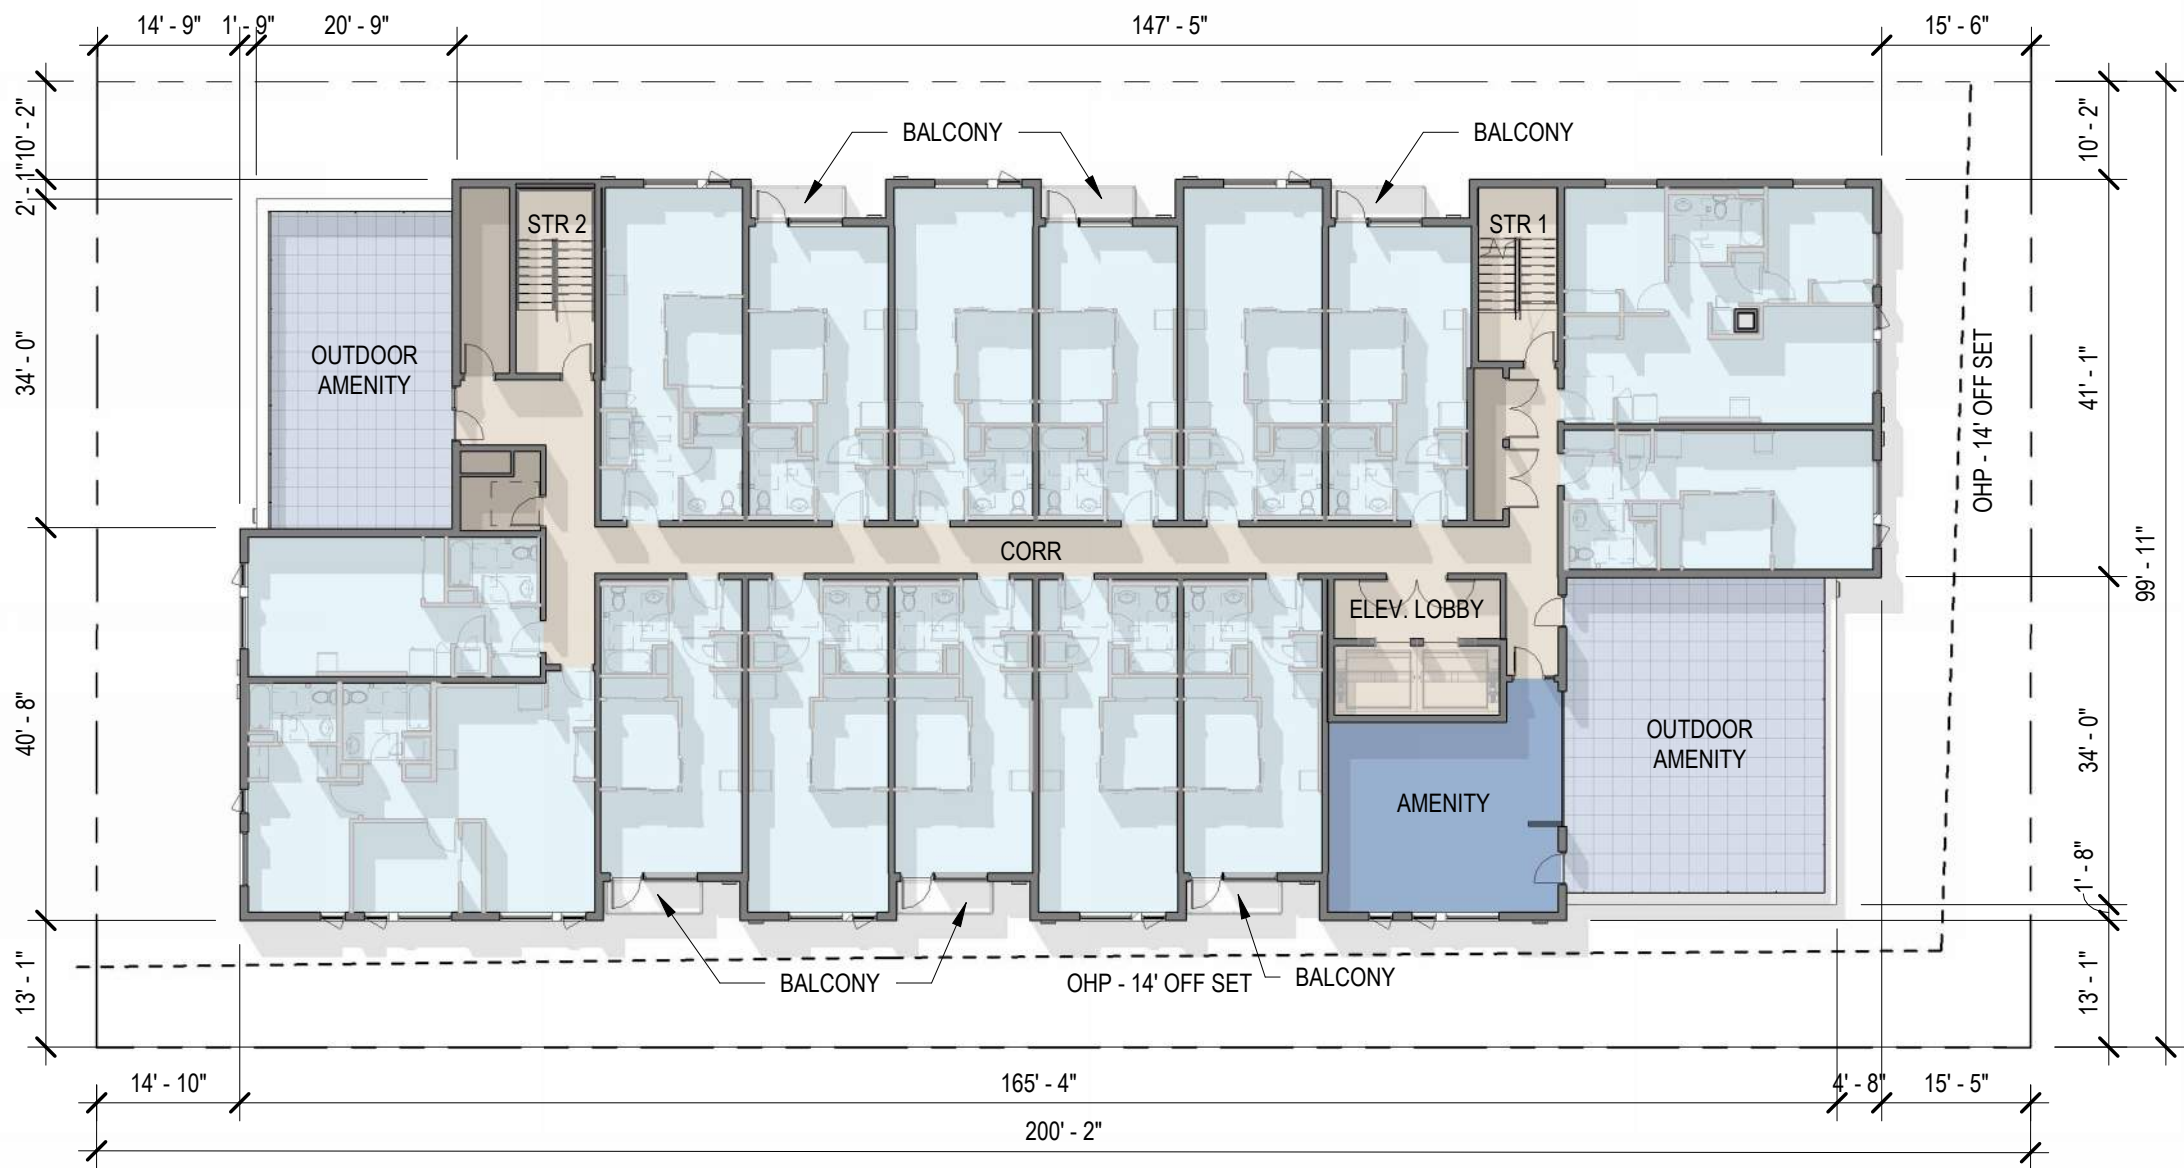 14' - 9" 1' - 9" 20' - 9" 147' - 5" 15' - 6"
10' - 2"
2' - 1"
34' - 0"
40' - 8"
13' - 1"
BALCONY
BALCONY
STR 2
STR 1
OUTDOOR
AMENITY
CORR
ELEV. LOBBY
AMENITY
OUTDOOR
AMENITY
BALCONY
OHP - 14' OFF SET
BALCONY
OHP - 14' OFF SET
10' - 2"
41' - 1"
34' - 0"
1' - 8"
13' - 1"
99' - 11"
14' - 10" 165' - 4" 4' - 8" 15' - 5"
200' - 2"